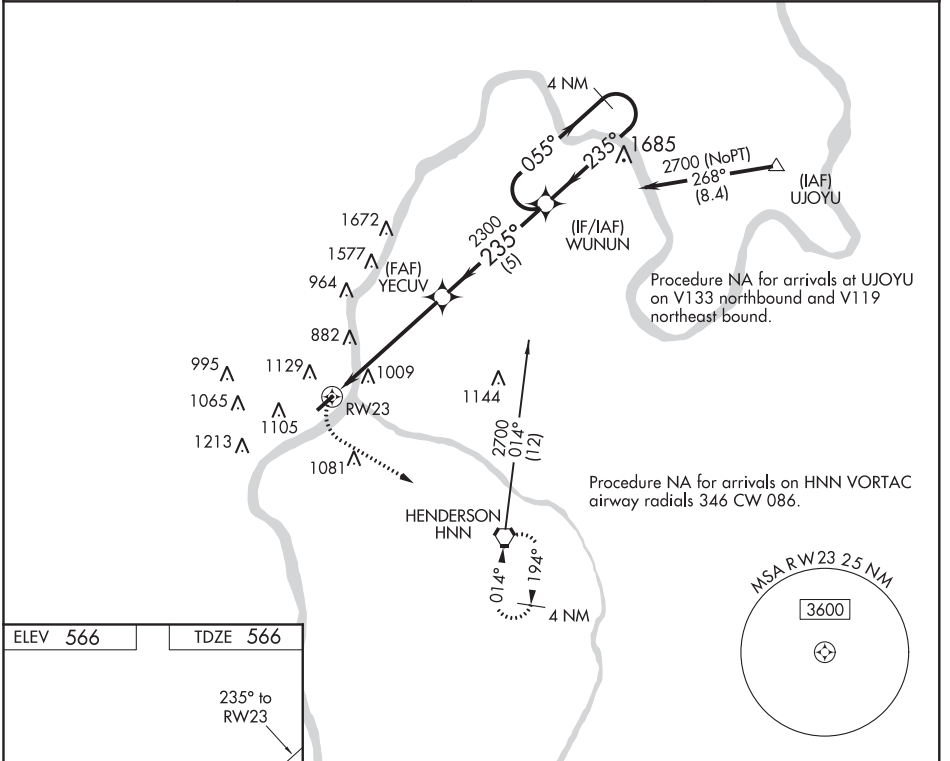 4 NM
055°
235°
1685
2700 (NoPT)
268°
(8.4)
(IAF)
UJOYU
(IF/IAF)
WUNUN
2300
235°
(5)
1672
1577
964
(FAF)
YECUV
Procedure NA for arrivals at UJOYU
on V133 northbound and V119
northeast bound.
882
995
1129
1009
1065
1105
RW23
1144
1213
1081
2700
014°
(12)
Procedure NA for arrivals on HNN VORTAC
airway radials 346 CW 086.
HENDERSON
HNN
014°
194°
4 NM
MSA RW23 25 NM
3600
ELEV 566
TDZE 566
235° to
RW23